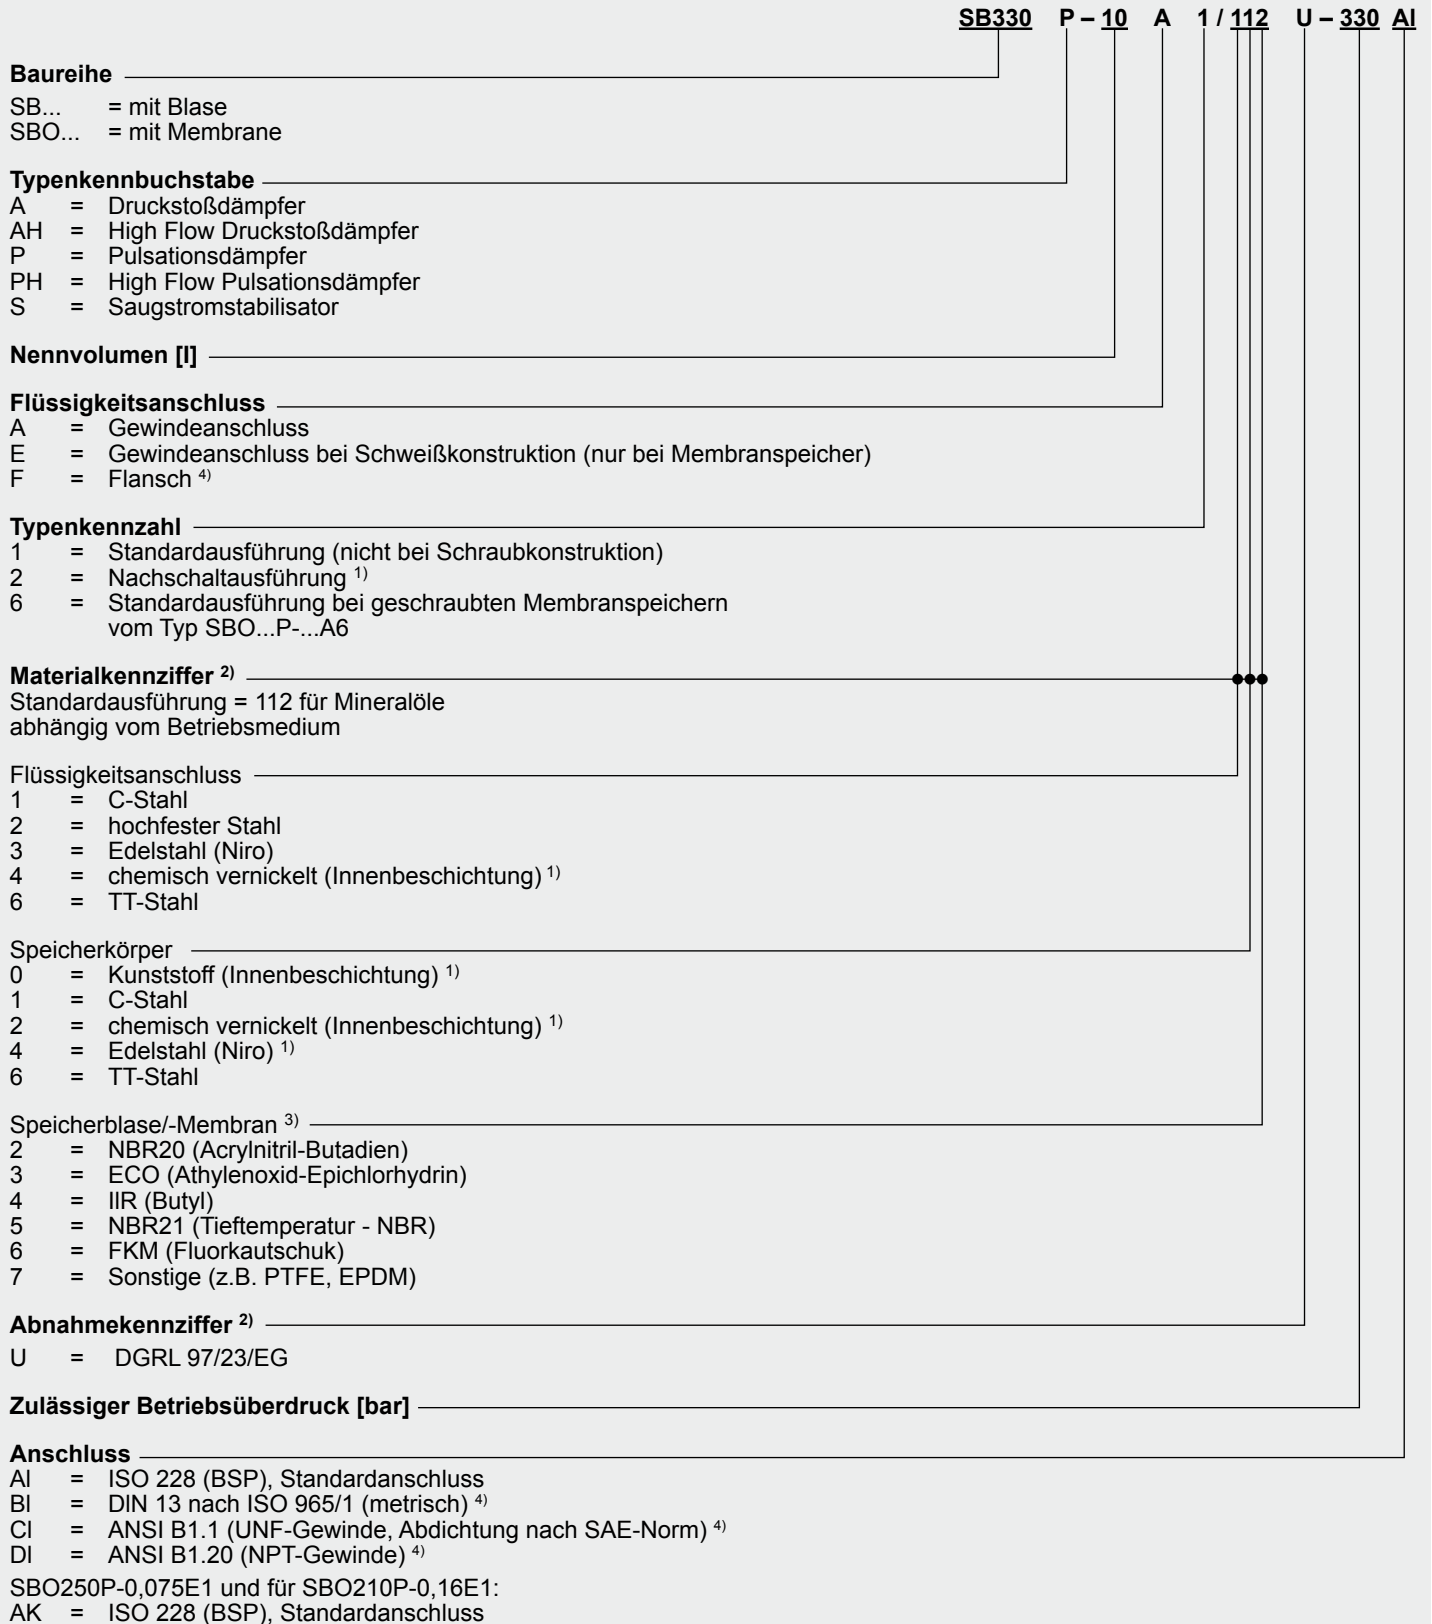 SB330 P – 10 A 1 / 112 U – 330 AI
Baureihe
SB... = mit Blase
SBO... = mit Membrane
Typenkennbuchstabe
A = Druckstoßdämpfer
AH = High Flow Druckstoßdämpfer
P = Pulsationsdämpfer
PH = High Flow Pulsationsdämpfer
S = Saugstromstabilisator
Nennvolumen [l]
Flüssigkeitsanschluss
A = Gewindeanschluss
E = Gewindeanschluss bei Schweißkonstruktion (nur bei Membranspeicher)
F = Flansch 4)
Typenkennzahl
1 = Standardausführung (nicht bei Schraubkonstruktion)
2 = Nachschaltausführung 1)
6 = Standardausführung bei geschraubten Membranspeichern
vom Typ SBO...P-...A6
Materialkennziffer 2)
Standardausführung = 112 für Mineralöle
abhängig vom Betriebsmedium
Flüssigkeitsanschluss
1 = C-Stahl
2 = hochfester Stahl
3 = Edelstahl (Niro)
4 = chemisch vernickelt (Innenbeschichtung) 1)
6 = TT-Stahl
Speicherkörper
0 = Kunststoff (Innenbeschichtung) 1)
1 = C-Stahl
2 = chemisch vernickelt (Innenbeschichtung) 1)
4 = Edelstahl (Niro) 1)
6 = TT-Stahl
Speicherblase/-Membran 3)
2 = NBR20 (Acrylnitril-Butadien)
3 = ECO (Athylenoxid-Epichlorhydrin)
4 = IIR (Butyl)
5 = NBR21 (Tieftemperatur - NBR)
6 = FKM (Fluorkautschuk)
7 = Sonstige (z.B. PTFE, EPDM)
Abnahmekennziffer 2)
U = DGRL 97/23/EG
Zulässiger Betriebsüberdruck [bar]
Anschluss
AI = ISO 228 (BSP), Standardanschluss
BI = DIN 13 nach ISO 965/1 (metrisch) 4)
CI = ANSI B1.1 (UNF-Gewinde, Abdichtung nach SAE-Norm) 4)
DI = ANSI B1.20 (NPT-Gewinde) 4)
SBO250P-0,075E1 und für SBO210P-0,16E1:
AK = ISO 228 (BSP), Standardanschluss